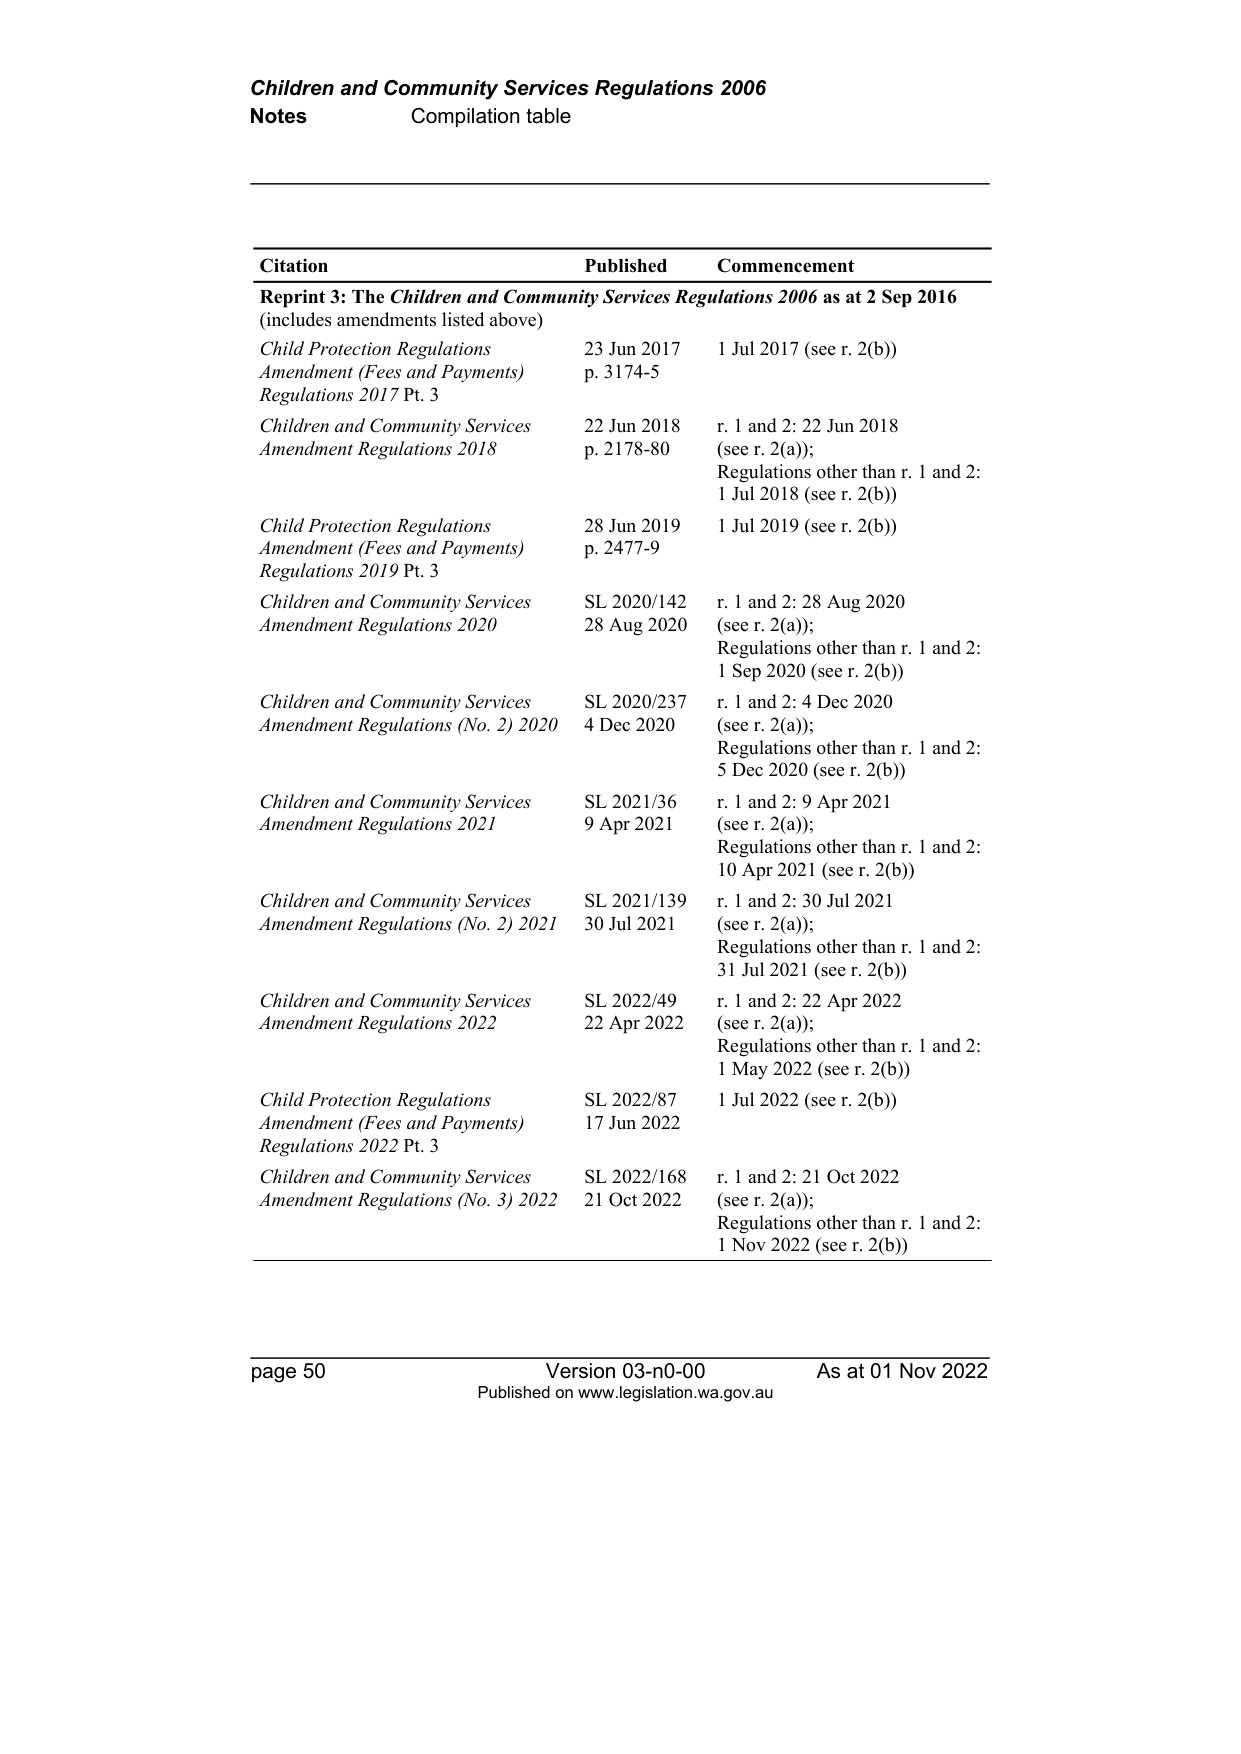 Children and Community Services Regulations 2006
Notes Compilation table
Citation Published Commencement
Reprint 3: The Children and Community Services Regulations 2006 as at 2 Sep 2016
(includes amendments listed above)
Child Protection Regulations 23 Jun 2017 1 Jul 2017 (see r. 2(b))
Amendment (Fees and Payments) p. 3174-5
Regulations 2017 Pt. 3
Children and Community Services 22 Jun 2018 r. 1 and 2: 22 Jun 2018
Amendment Regulations 2018 p. 2178-80 (see r. 2(a));
Regulations other than r. 1 and 2:
1 Jul 2018 (see r. 2(b))
Child Protection Regulations 28 Jun 2019 1 Jul 2019 (see r. 2(b))
Amendment (Fees and Payments) p. 2477-9
Regulations 2019 Pt. 3
Children and Community Services SL 2020/142 r. 1 and 2: 28 Aug 2020
Amendment Regulations 2020 28 Aug 2020 (see r. 2(a));
Regulations other than r. 1 and 2:
1 Sep 2020 (see r. 2(b))
Children and Community Services SL 2020/237 r. 1 and 2: 4 Dec 2020
Amendment Regulations (No. 2) 2020 4 Dec 2020 (see r. 2(a));
Regulations other than r. 1 and 2:
5 Dec 2020 (see r. 2(b))
Children and Community Services SL 2021/36 r. 1 and 2: 9 Apr 2021
Amendment Regulations 2021 9 Apr 2021 (see r. 2(a));
Regulations other than r. 1 and 2:
10 Apr 2021 (see r. 2(b))
Children and Community Services SL 2021/139 r. 1 and 2: 30 Jul 2021
Amendment Regulations (No. 2) 2021 30 Jul 2021 (see r. 2(a));
Regulations other than r. 1 and 2:
31 Jul 2021 (see r. 2(b))
Children and Community Services SL 2022/49 r. 1 and 2: 22 Apr 2022
Amendment Regulations 2022 22 Apr 2022 (see r. 2(a));
Regulations other than r. 1 and 2:
1 May 2022 (see r. 2(b))
Child Protection Regulations SL 2022/87 1 Jul 2022 (see r. 2(b))
Amendment (Fees and Payments) 17 Jun 2022
Regulations 2022 Pt. 3
Children and Community Services SL 2022/168 r. 1 and 2: 21 Oct 2022
Amendment Regulations (No. 3) 2022 21 Oct 2022 (see r. 2(a));
Regulations other than r. 1 and 2:
1 Nov 2022 (see r. 2(b))
page 50 Version 03-n0-00 As at 01 Nov 2022
Published on www.legislation.wa.gov.au